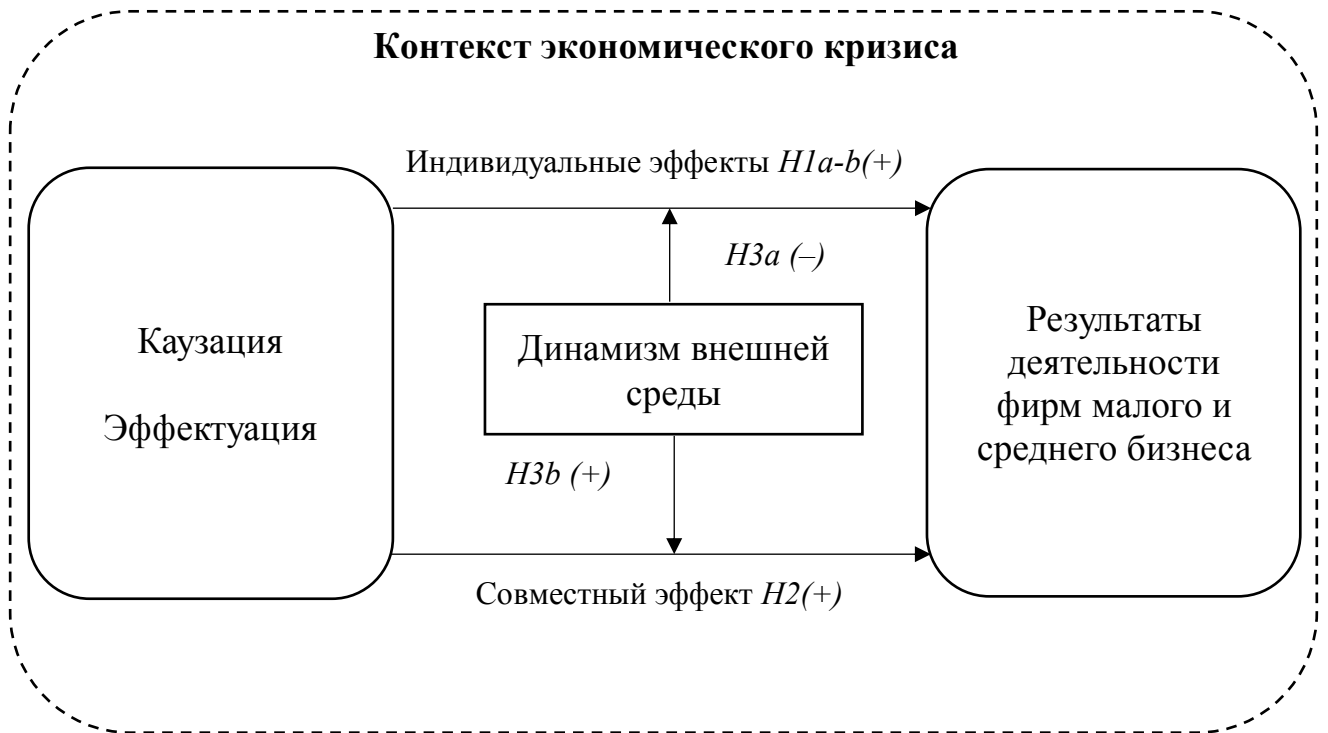 Контекст экономического кризиса
Индивидуальные эффекты H1a-b(+)
H3a (–)
Каузация
Эффектуация
Динамизм внешней
среды
Результаты
деятельности
фирм малого и
среднего бизнеса
H3b (+)
Совместный эффект H2(+)